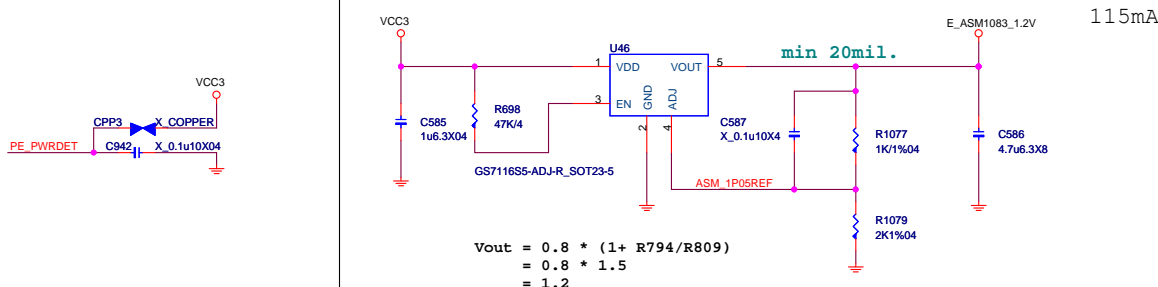 VCC3
CPP3
X_COPPER
PE_PWRDET
C942
X_0.1u10X04
VCC3
E_ASM1083_1.2V
115mA
U46
min 20mil.
1
VDD
VOUT
5
3
EN
GND
ADJ
2
4
C585
1u6.3X04
R698
47K/4
C587
X_0.1u10X4
R1077
1K/1%04
C586
4.7u6.3X8
GS7116S5-ADJ-R_SOT23-5
ASM_1P05REF
R1079
2K1%04
Vout = 0.8 * (1+ R794/R809)
= 0.8 * 1.5
= 1.2